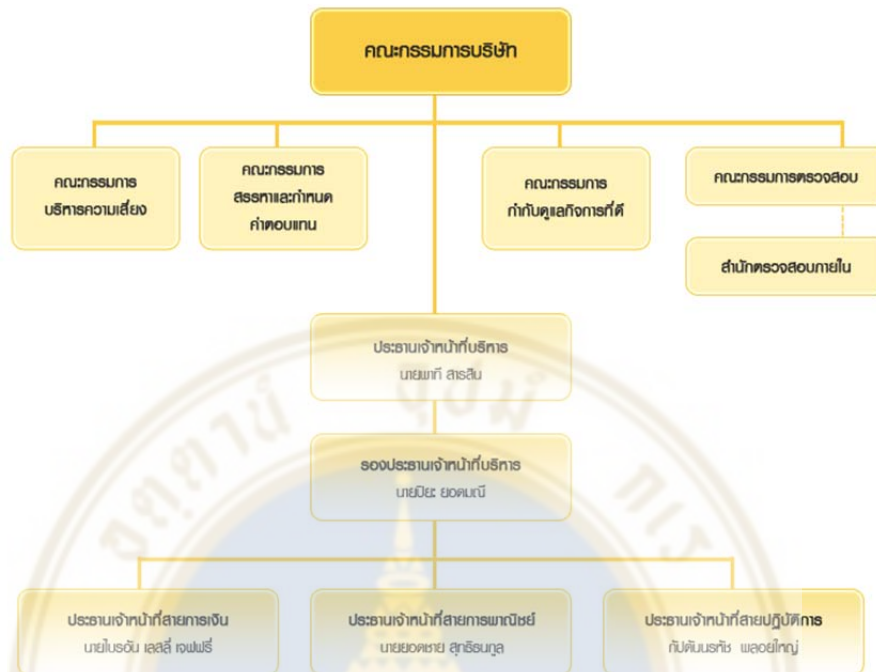 คณะกรรมการบริษัท
คณะกรรมการ
บริหารความเสี่ยง
คณะกรรมการ
สรรหาและกำหนด
ค่าตอบแทน
คณะกรรมการ
กำกับดูแลกิจการที่ดี
คณะกรรมการตรวจสอบ
สำนักตรวจสอบภายใน
ประธานเจ้าหน้าที่บริหาร
นายพาที สารสิน
รองประธานเจ้าหน้าที่บริหาร
นายปิยะ ยอดมณี
ประธานเจ้าหน้าที่สายการเงิน
นายไบรอัน เลสลี่ เจฟฟรี่
ประธานเจ้าหน้าที่สายการพาณิชย์
นายยอดชาย สุทธิธนกูล
ประธานเจ้าหน้าที่สายปฏิบัติการ
กัปตันนรหัช พลอยใหญ่